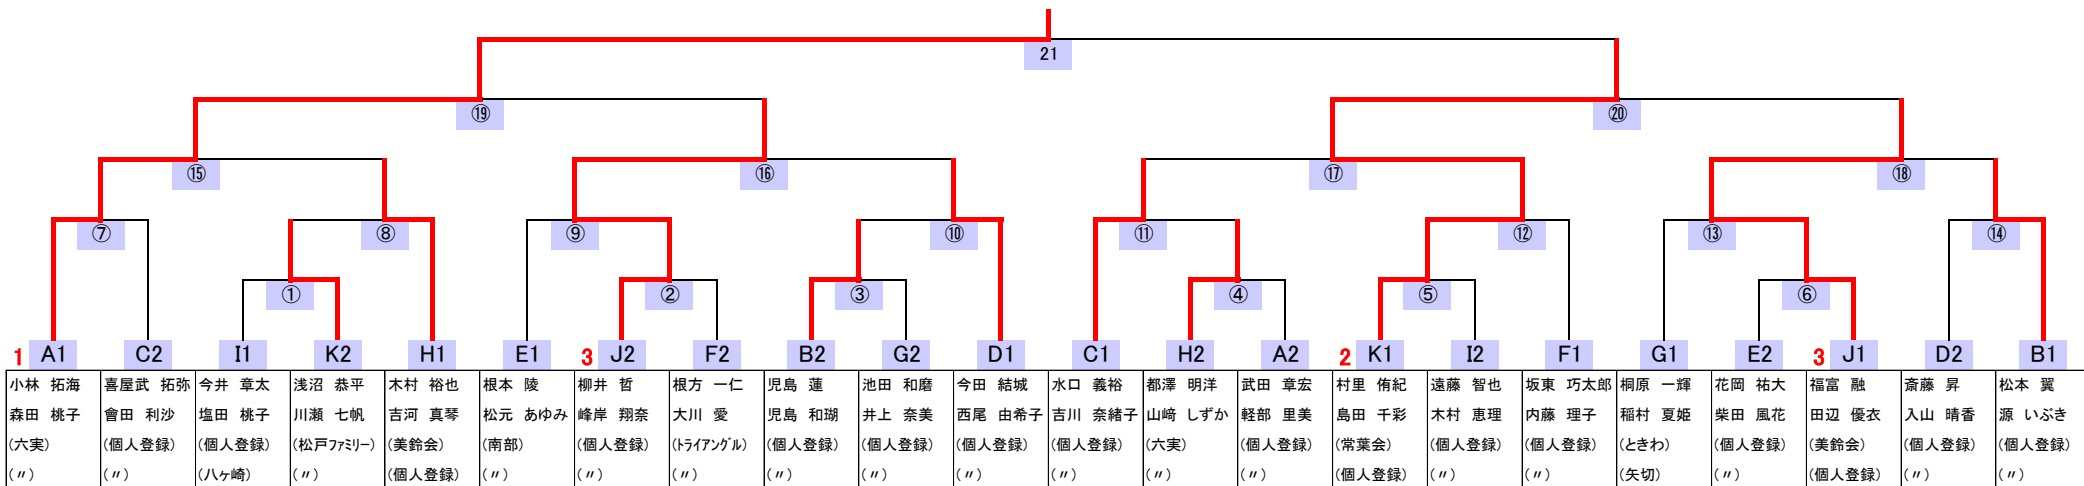 21
⑲ ⑳
⑮ ⑯ ⑰ ⑱
⑦ ⑧ ⑨ ⑩ ⑪ ⑫ ⑬ ⑭
① ② ③ ④ ⑤ ⑥
1 A1 C2 I1 K2 H1 E1 3 J2 F2 B2 G2 D1 C1 H2 A2 2 K1 I2 F1 G1 E2 3 J1 D2 B1
小林 拓海 喜屋武 拓弥 今井 章太 浅沼 恭平 木村 裕也 根本 陵 柳井 哲 根方 一仁 児島 蓮 池田 和磨 今田 結城 水口 義裕 都澤 明洋 武田 章宏 村里 侑紀 遠藤 智也 坂東 巧太郎 桐原 一輝 花岡 祐大 福富 融 斎藤 昇 松本 翼
森田 桃子 會田 利沙 塩田 桃子 川瀬 七帆 吉河 真琴 松元 あゆみ 峰岸 翔奈 大川 愛 児島 和瑚 井上 奈美 西尾 由希子 吉川 奈緒子 山﨑 しずか 軽部 里美 島田 千彩 木村 恵理 内藤 理子 稲村 夏姫 柴田 風花 田辺 優衣 入山 晴香 源 いぶき
(六実) (個人登録) (個人登録) (松戸ファミリー) (美鈴会) (南部) (個人登録) (トライアングル) (個人登録) (個人登録) (個人登録) (個人登録) (六実) (個人登録) (常葉会) (個人登録) (個人登録) (ときわ) (個人登録) (美鈴会) (個人登録) (個人登録)
(〃) (〃) (八ヶ崎) (〃) (個人登録) (〃) (〃) (〃) (〃) (〃) (〃) (〃) (〃) (〃) (個人登録) (〃) (〃) (矢切) (〃) (個人登録) (〃) (〃)